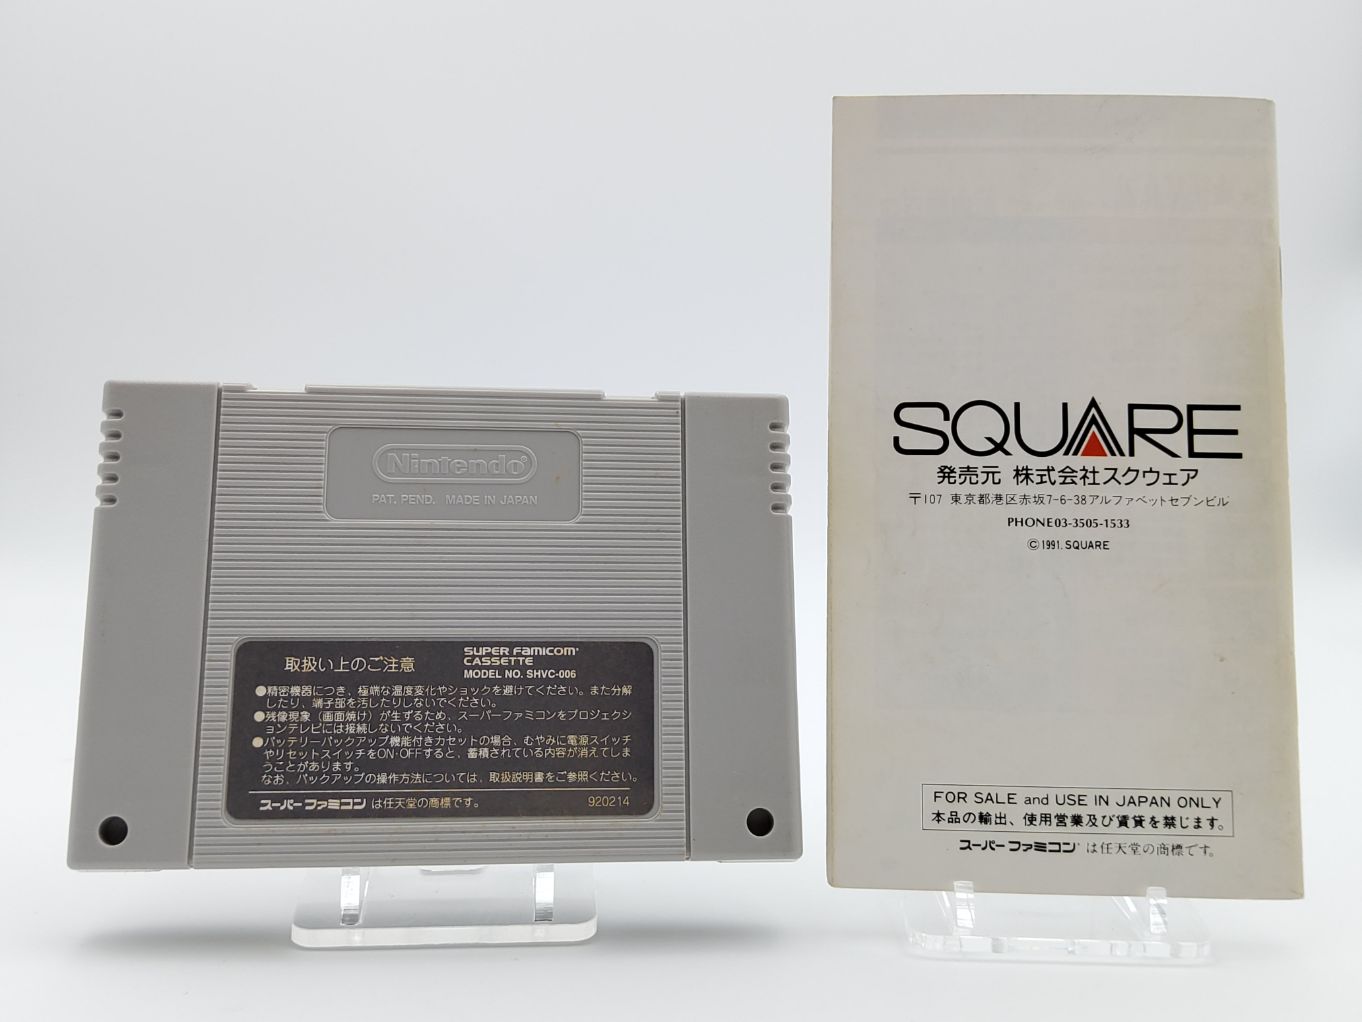 Nintendo®
PAT. PEND. MADE IN JAPAN
取扱い上のご注意
SUPER FAMICOM
CASSETTE
MODEL NO. SHVC-006
●精密機器につき、極端な温度変化やショックを避けてください。また分解
したり、端子部を汚したりしないでください。
●残像現象(画面焼け)が生ずるため、スーパーファミコンをプロジェクシ
ョンテレビには接続しないでください。
●バッテリーバックアップ機能付きカセットの場合、むやみに電源スイッチ
やリセットスイッチをON・OFFすると、蓄積されている内容が消えてしま
うことがあります。
なお、バックアップの操作方法については、取扱説明書をご参照ください。
スーパーファミコンは任天堂の商標です。
920214
SQUARE
発売元 株式会社スクウェア
〒107 東京都港区赤坂7-6-38アルファベットセブンビル
PHONE03-3505-1533
©1991. SQUARE
FOR SALE and USE IN JAPAN ONLY
本品の輸出、使用営業及び賃貸を禁じます。
スーパーファミコンは任天堂の商標です。